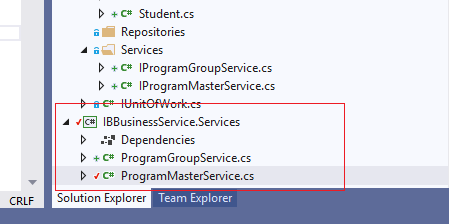 Student.cs
Repositories
Services
C# IProgramGroupService.cs
C# IProgramMasterService.cs
C# IUnitOfWork.cs
C# IBBusinessService.Services
Dependencies
C# ProgramGroupService.cs
C# ProgramMasterService.cs
CRLF
Solution Explorer Team Explorer